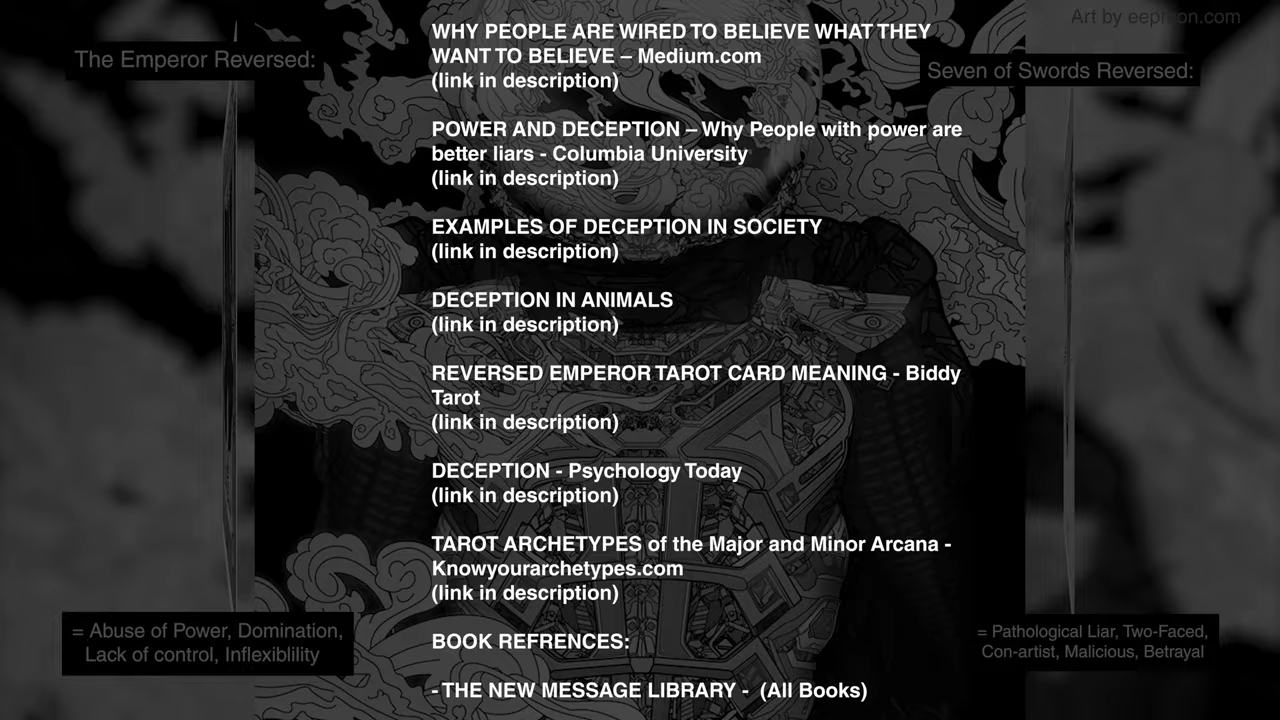 Art by eepmon.com
The Emperor Reversed:
Seven of Swords Reversed:
WHY PEOPLE ARE WIRED TO BELIEVE WHAT THEY
WANT TO BELIEVE – Medium.com
(link in description)
POWER AND DECEPTION – Why People with power are
better liars - Columbia University
(link in description)
EXAMPLES OF DECEPTION IN SOCIETY
(link in description)
DECEPTION IN ANIMALS
(link in description)
REVERSED EMPEROR TAROT CARD MEANING - Biddy
Tarot
(link in description)
DECEPTION - Psychology Today
(link in description)
TAROT ARCHETYPES of the Major and Minor Arcana -
Knowyourarchetypes.com
(link in description)
BOOK REFRENCES:
- THE NEW MESSAGE LIBRARY - (All Books)
= Abuse of Power, Domination,
Lack of control, Inflexiblility
= Pathological Liar, Two-Faced,
Con-artist, Malicious, Betrayal